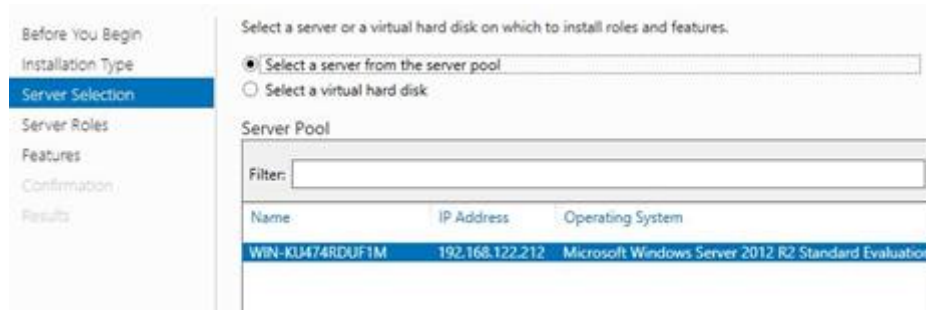 Before You Begin
Installation Type
Server Selection
Server Roles
Features
Confirmation
Results
Select a server or a virtual hard disk on which to install roles and features.
Select a server from the server pool
Select a virtual hard disk
Server Pool
Filter:
Name IP Address Operating System
WIN-KU474RDUF1M 192.168.122.212 Microsoft Windows Server 2012 R2 Standard Evaluation